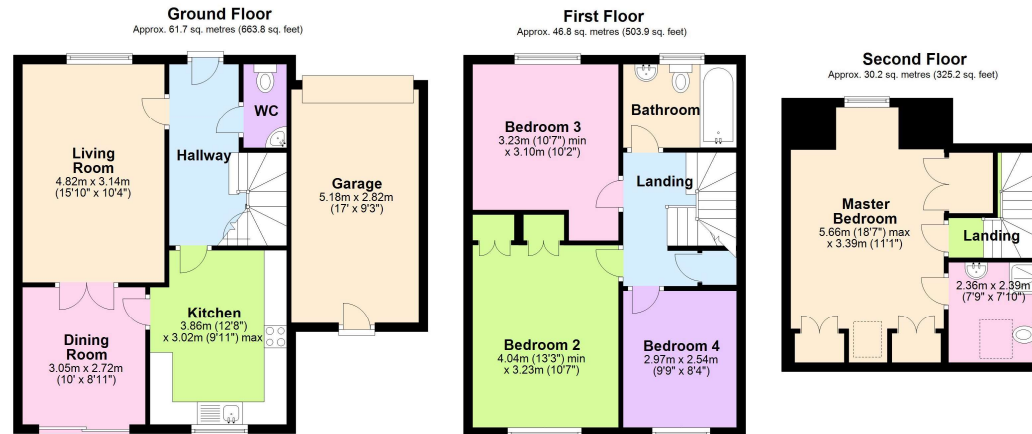 Ground Floor
Approx. 61.7 sq. metres (663.8 sq. feet)
Living
Room
4.82m x 3.14m
(15'10" x 10'4")
Hallway
WC
Garage
5.18m x 2.82m
(17' x 9'3")
Dining
Room
3.05m x 2.72m
(10' x 8'11")
Kitchen
3.86m (12'8")
x 3.02m (9'11") max
First Floor
Approx. 46.8 sq. metres (503.9 sq. feet)
Bedroom 3
3.23m (10'7") min
x 3.10m (10'2")
Bathroom
Landing
Bedroom 2
4.04m (13'3") min
x 3.23m (10'7")
Bedroom 4
2.97m x 2.54m
(9'9" x 8'4")
Second Floor
Approx. 30.2 sq. metres (325.2 sq. feet)
Master
Bedroom
5.66m (18'7") max
x 3.39m (11'1")
Landing
2.36m x 2.39m
(7'9" x 7'10")